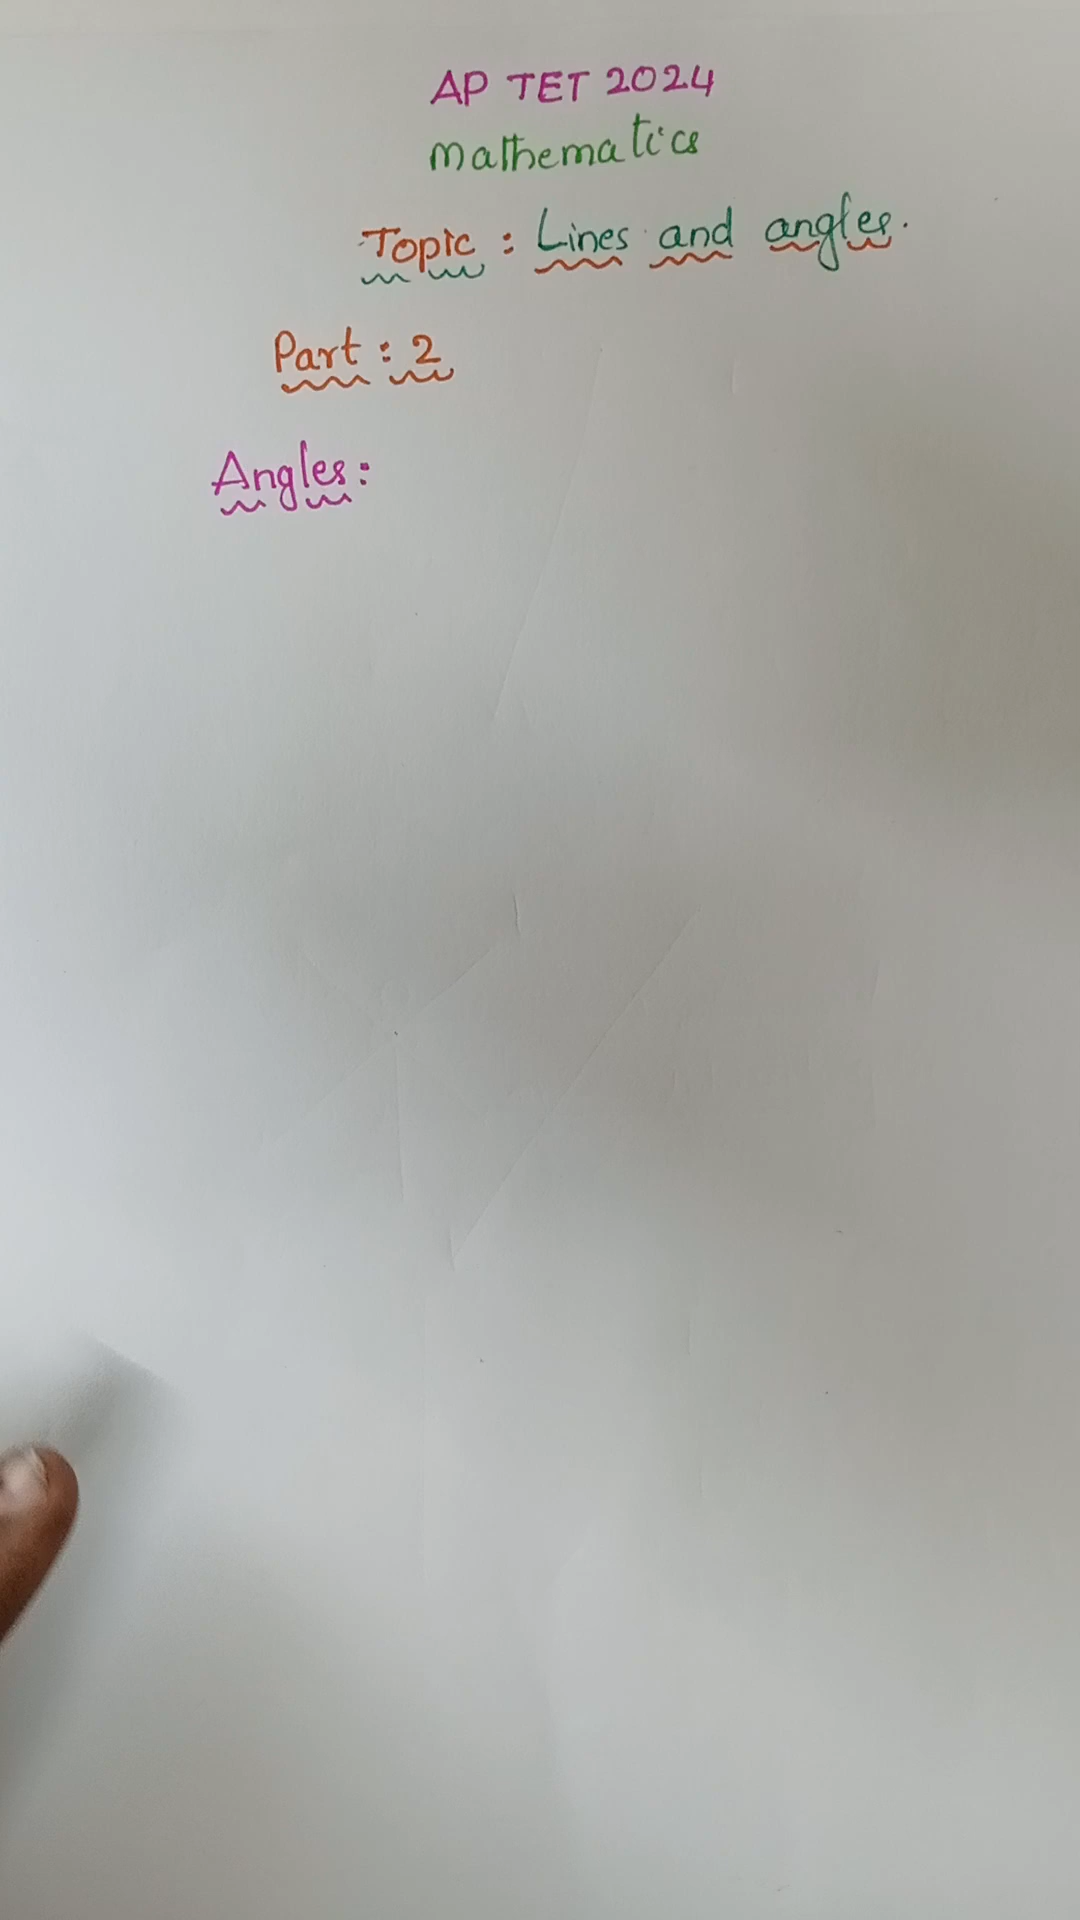 AP TET 2024
Mathematics
Topic : Lines and angles.
Part : 2
Angles :